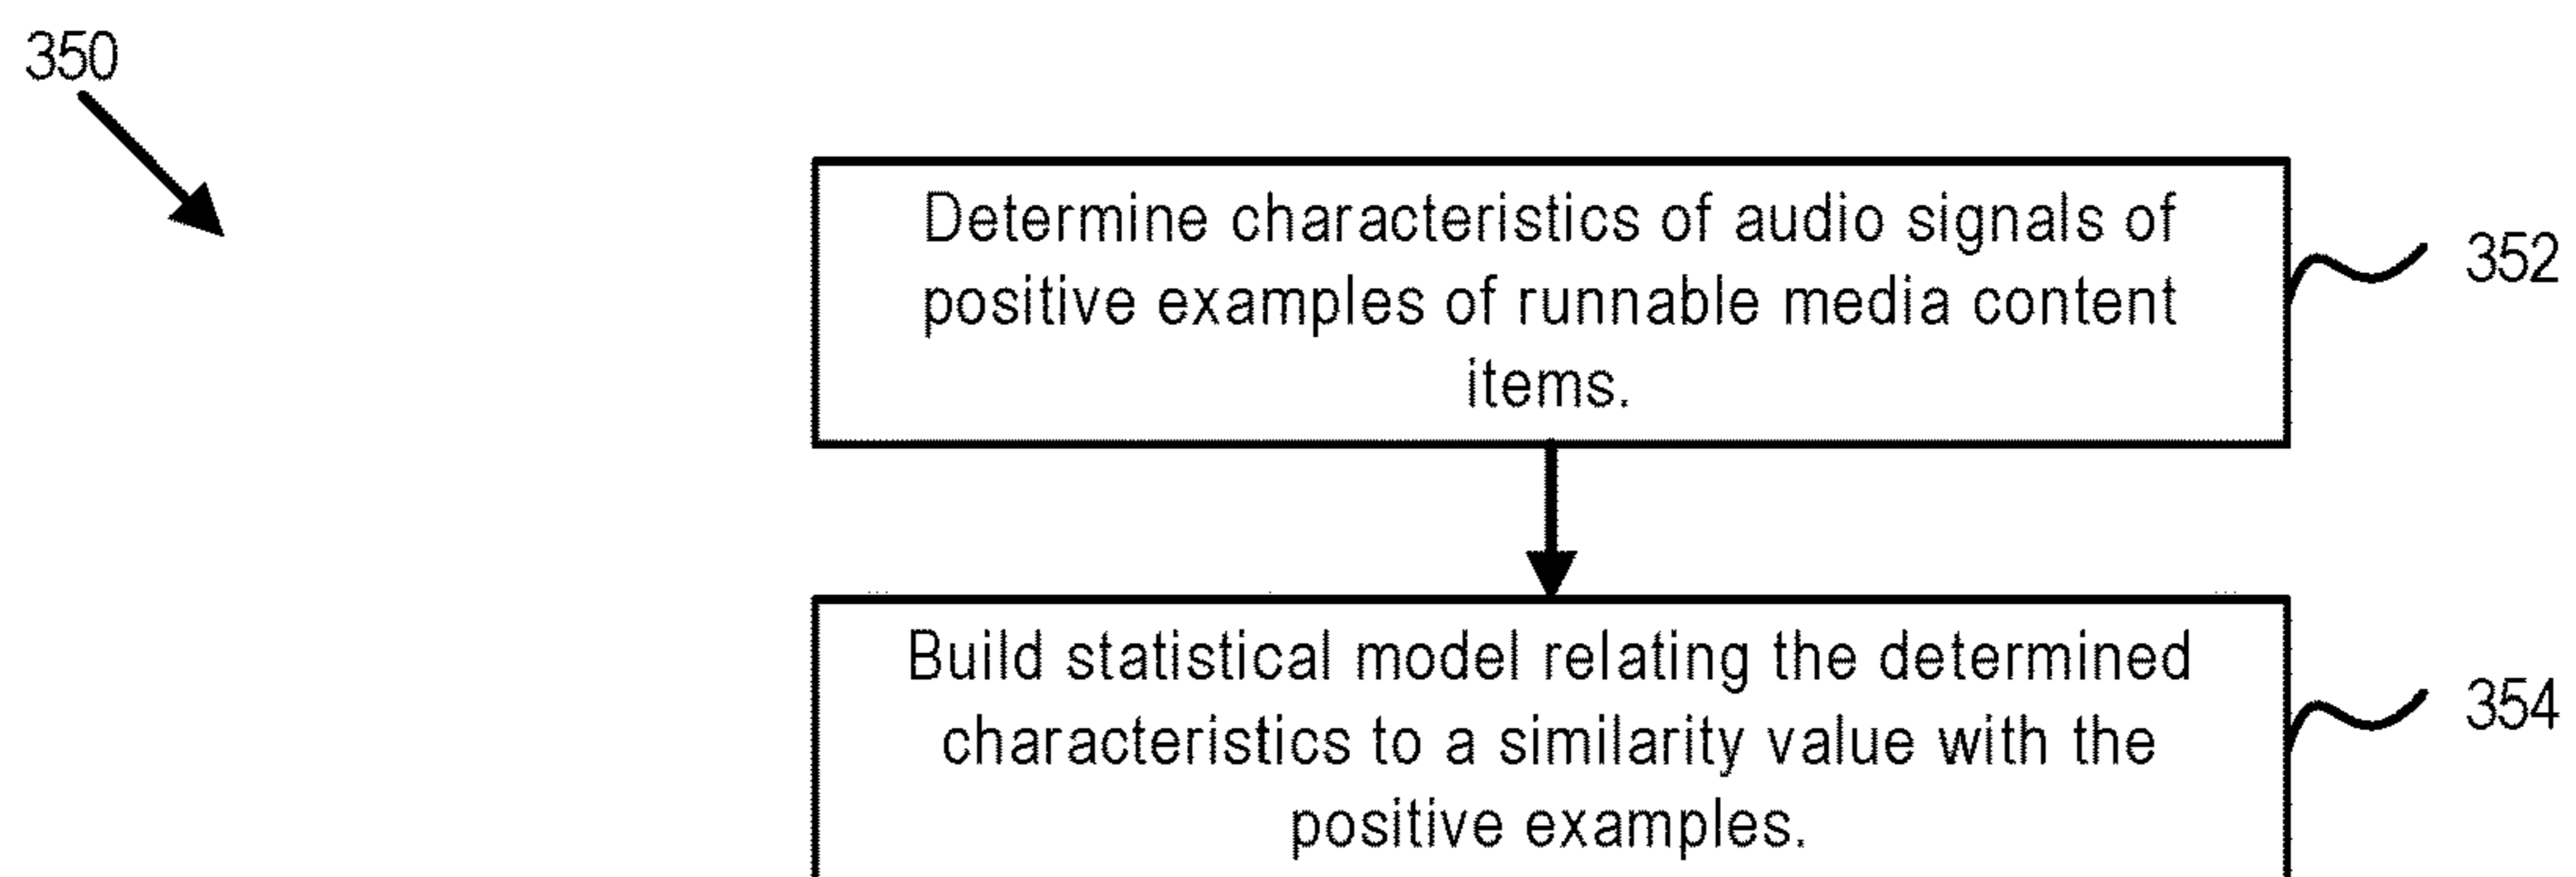 350
Determine characteristics of audio signals of
positive examples of runnable media content
items.
352
Build statistical model relating the determined
characteristics to a similarity value with the
positive examples.
354